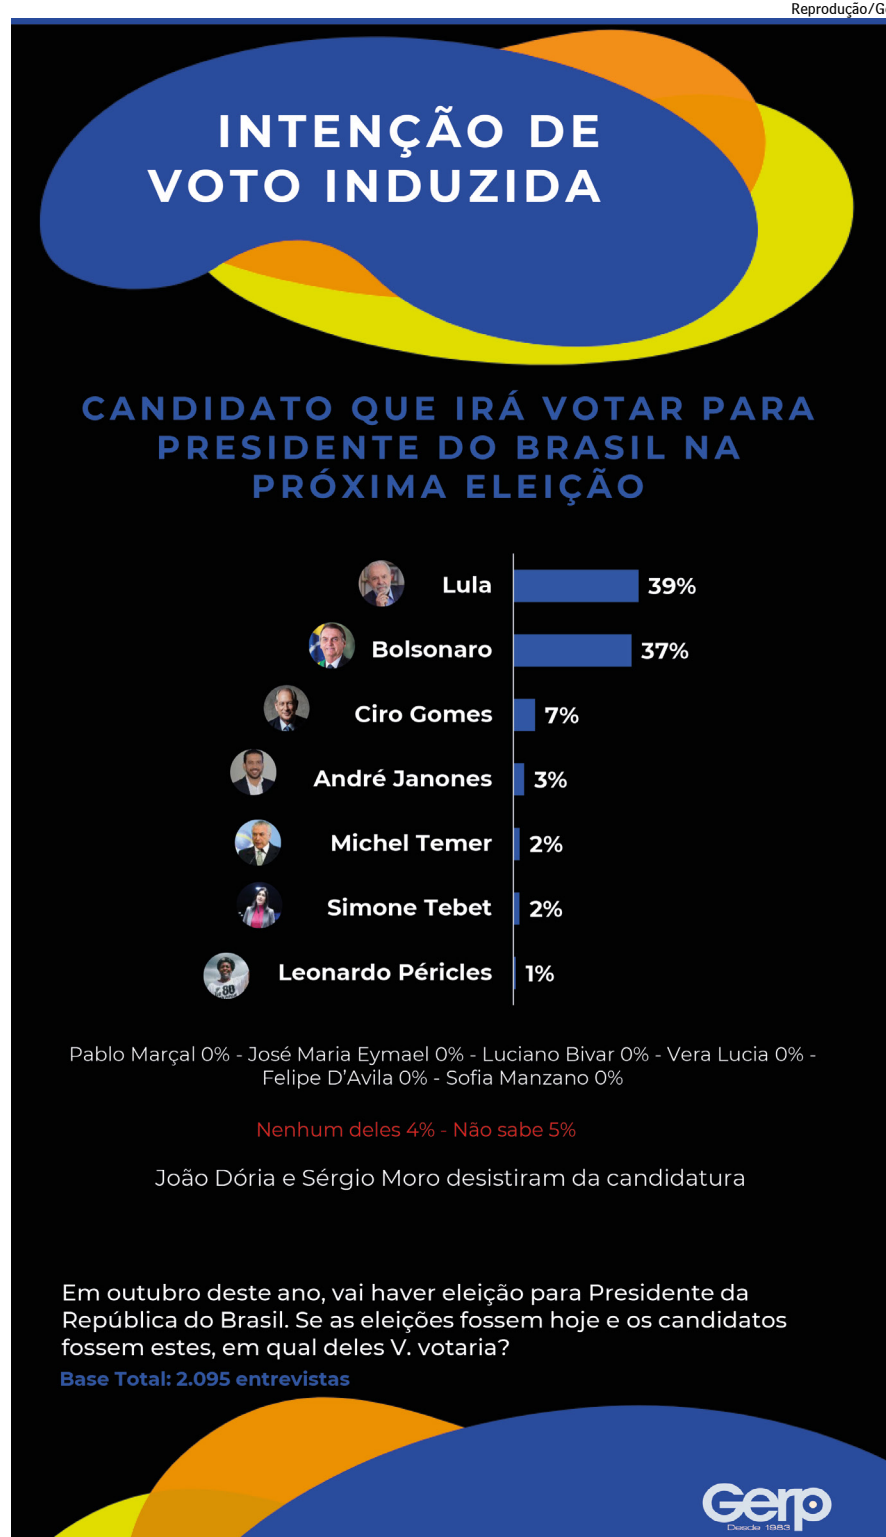 Reprodução/G
INTENÇÃO DE
VOTO INDUZIDA
CANDIDATO QUE IRÁ VOTAR PARA
PRESIDENTE DO BRASIL NA
PRÓXIMA ELEIÇÃO
Lula 39%
Bolsonaro 37%
Ciro Gomes 7%
André Janones 3%
Michel Temer 2%
Simone Tebet 2%
80
Leonardo Péricles 1%
Pablo Marçal 0% - José Maria Eymael 0% - Luciano Bivar 0% - Vera Lucia 0% -
Felipe D’Avila 0% - Sofia Manzano 0%
Nenhum deles 4% - Não sabe 5%
João Dória e Sérgio Moro desistiram da candidatura
Em outubro deste ano, vai haver eleição para Presidente da
República do Brasil. Se as eleições fossem hoje e os candidatos
fossem estes, em qual deles V. votaria?
Base Total: 2.095 entrevistas
Gerp
Desde 1983